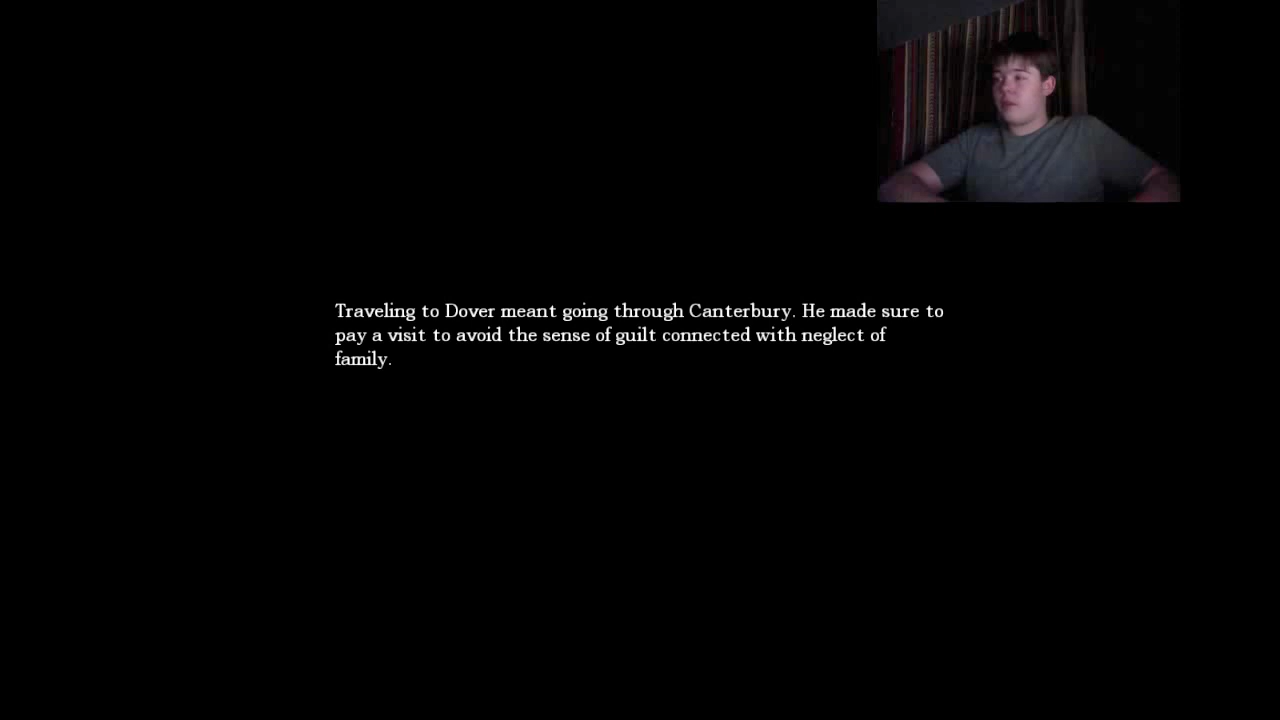 Traveling to Dover meant going through Canterbury. He made sure to
pay a visit to avoid the sense of guilt connected with neglect of
family.